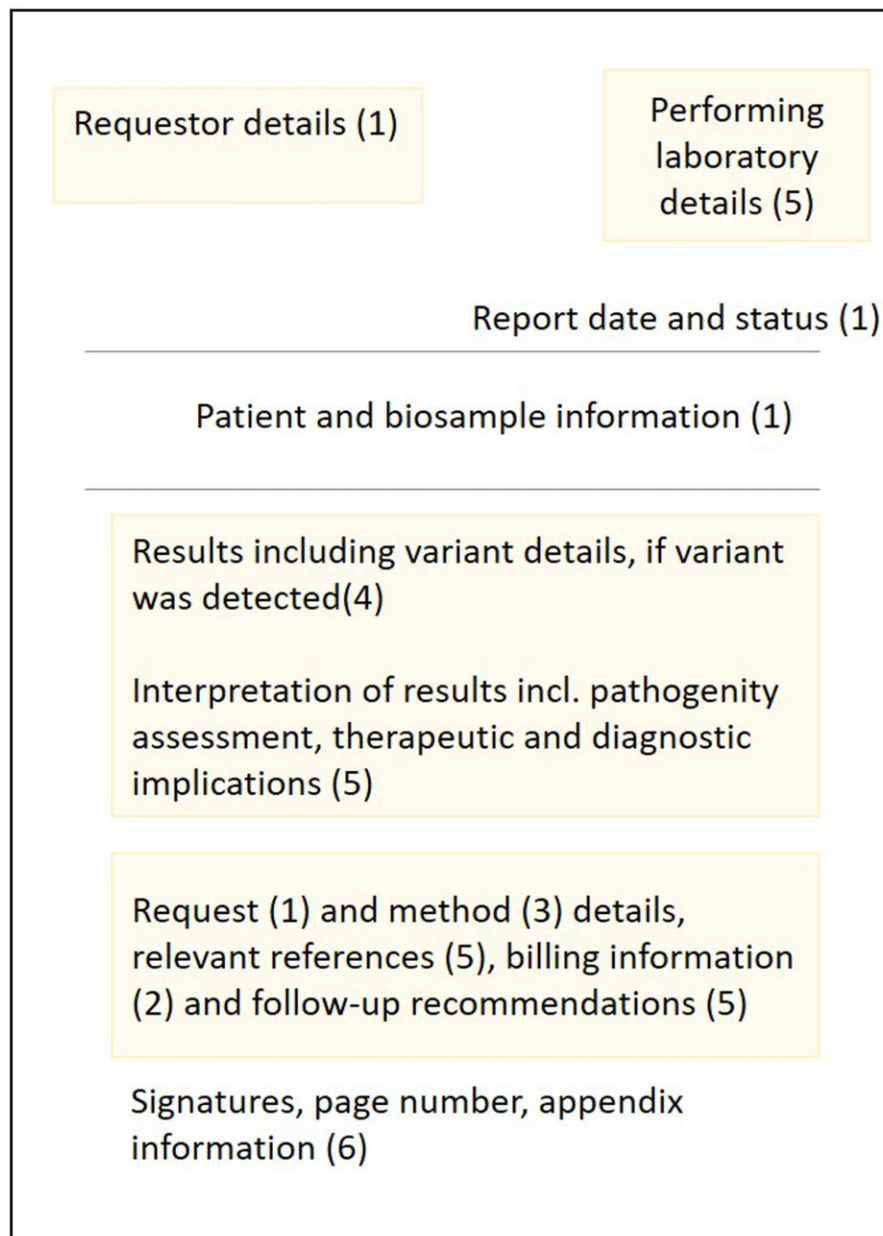 Requestor details (1)
Performing
laboratory
details (5)
Report date and status (1)
Patient and biosample information (1)
Results including variant details, if variant
was detected(4)
Interpretation of results incl. pathogenity
assessment, therapeutic and diagnostic
implications (5)
Request (1) and method (3) details,
relevant references (5), billing information
(2) and follow-up recommendations (5)
Signatures, page number, appendix
information (6)